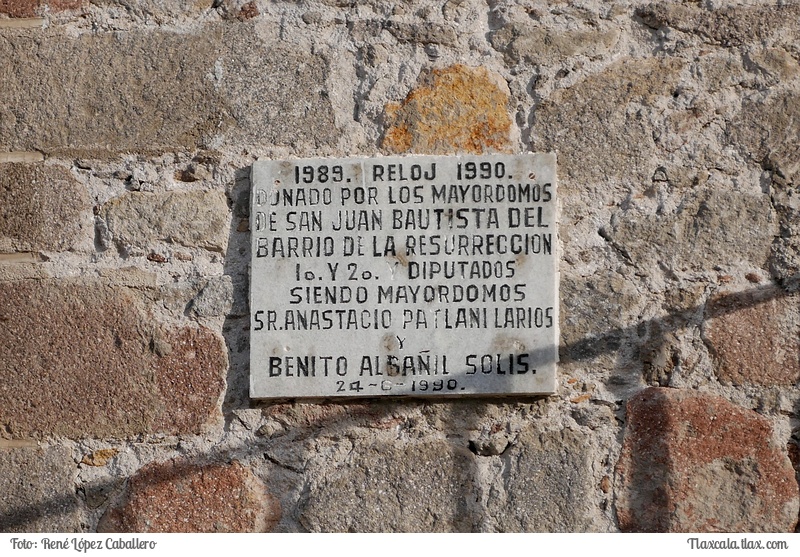 1989. RELOJ 1990.
DONADO POR LOS MAYORDOMOS
DE SAN JUAN BAUTISTA DEL
BARRIO DE LA RESURRECCION
1o. Y 2o. Y DIPUTADOS
SIENDO MAYORDOMOS
SR. ANASTACIO PATLANI LARIOS
Y
BENITO ALBAÑIL SOLIS.
24-6-1990.
Foto: René López Caballero
Tlaxcala.tlax.com